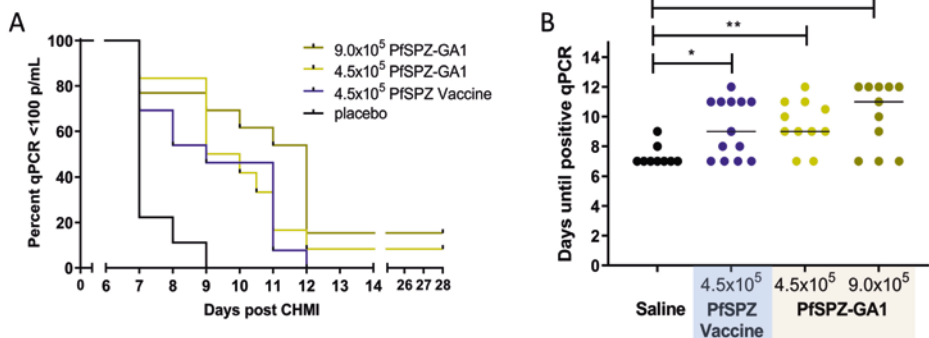 A
Percent qPCR <100 p/mL
100
80
60
40
20
0
0 6 7 8 9 10 11 12 13 14 26 27 28
Days post CHMI
9.0x10⁵ PfSPZ-GA1
4.5x10⁵ PfSPZ-GA1
4.5x10⁵ PfSPZ Vaccine
placebo
B
**
*
Days until positive qPCR
14
12
10
8
6
4
2
0
4.5x10⁵ 4.5x10⁵ 9.0x10⁵
Saline PfSPZ PfSPZ-GA1
Vaccine